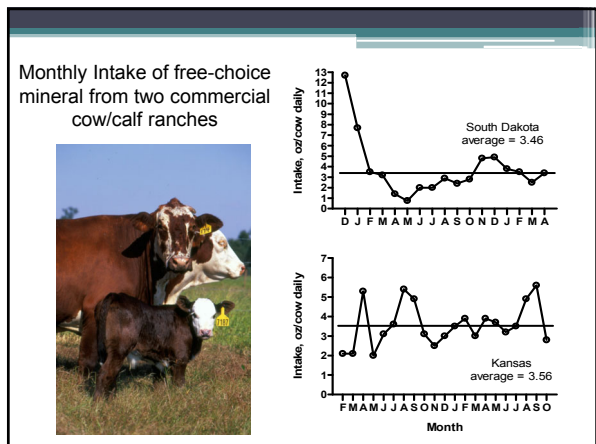 Monthly Intake of free-choice
mineral from two commercial
cow/calf ranches
Intake, oz/cow daily
13
12
11
10
9
8
7
6
5
4
3
2
1
0
South Dakota
average = 3.46
D J F M A M J J A S O N D J F M A
Intake, oz/cow daily
7
6
5
4
3
2
1
0
Kansas
average = 3.56
F M A M J J A S O N D J F M A M J J A S O
Month